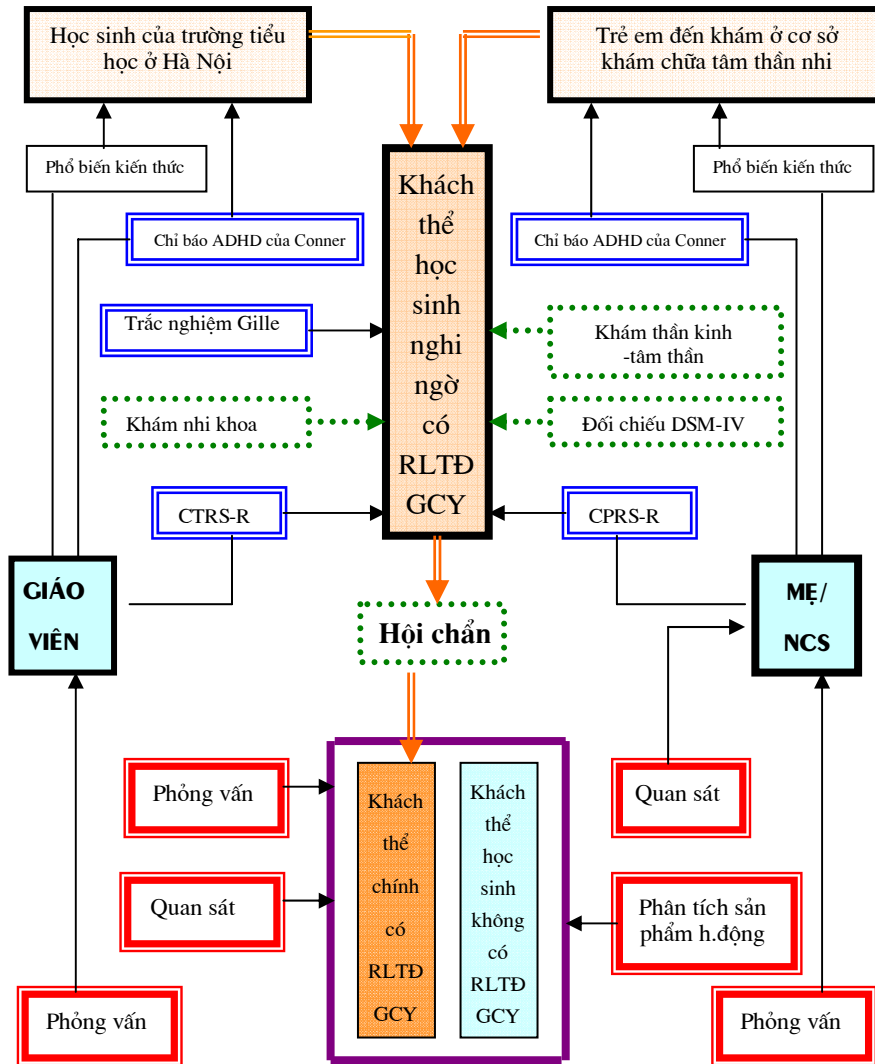 Học sinh của trường tiểu
học ở Hà Nội
Trẻ em đến khám ở cơ sở
khám chữa tâm thần nhi
Phổ biến kiến thức
Phổ biến kiến thức
Chỉ báo ADHD của Conner
Chỉ báo ADHD của Conner
Khách
thể
học
sinh
nghi
ngờ
có
RLTĐ
GCY
Trắc nghiệm Gille
Khám thần kinh
-tâm thần
Khám nhi khoa
Đối chiếu DSM-IV
CTRS-R
CPRS-R
GIÁO
VIÊN
MẸ/
NCS
Hội chẩn
Phỏng vấn
Quan sát
Khách
thể
chính
có
RLTĐ
GCY
Khách
thể
học
sinh
không
có
RLTĐ
GCY
Quan sát
Phân tích sản
phẩm h.động
Phỏng vấn
Phỏng vấn